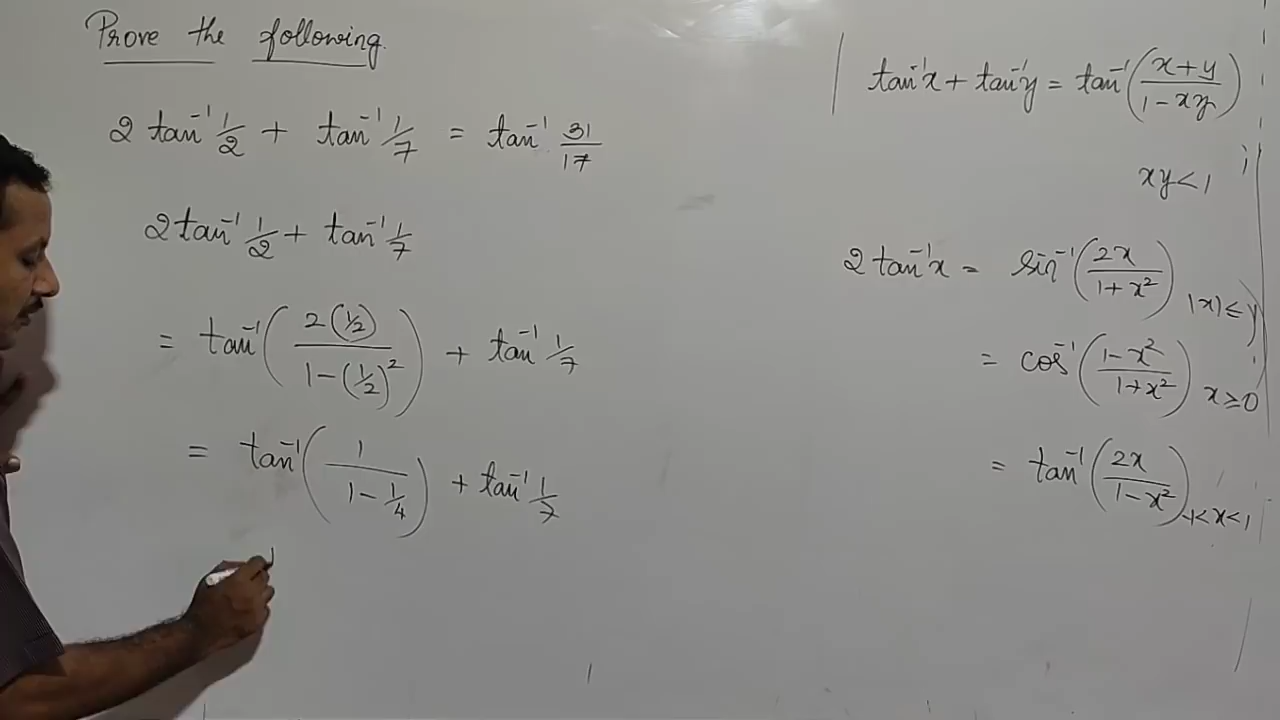 Prove the following.
2 tan⁻¹ 1/2 + tan⁻¹ 1/7 = tan⁻¹ 31/17
2 tan⁻¹ 1/2 + tan⁻¹ 1/7
= tan⁻¹ (2(1/2) / 1-(1/2)²) + tan⁻¹ 1/7
= tan⁻¹ (1 / 1-1/4) + tan⁻¹ 1/7
tan⁻¹x + tan⁻¹y = tan⁻¹ (x+y / 1-xy)
xy<1
2 tan⁻¹x = sin⁻¹ (2x / 1+x²) |x|≤
= cos⁻¹ (1-x² / 1+x²) x≥0
= tan⁻¹ (2x / 1-x²) -1<x<1